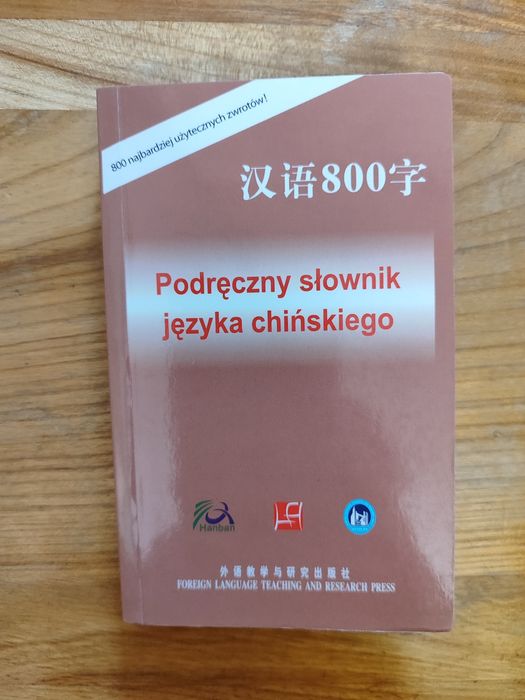 800 najbardziej użytecznych zwrotów!
汉语800字
Podręczny słownik
języka chińskiego
Hanban
外语教学与研究出版社
FOREIGN LANGUAGE TEACHING AND RESEARCH PRESS